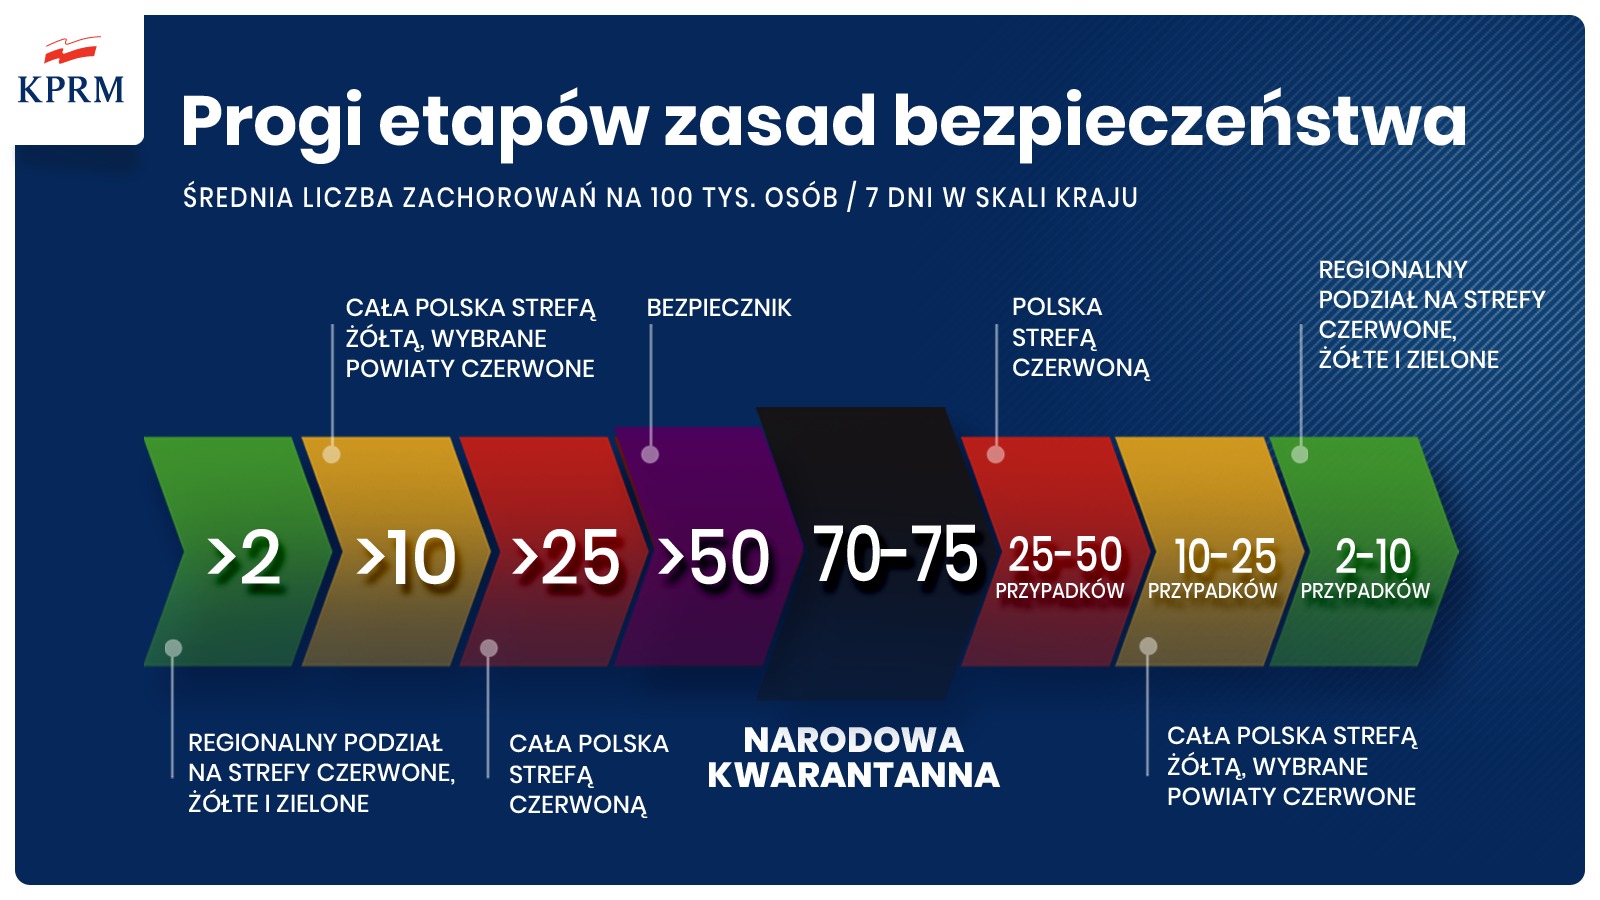 KPRM
Progi etapów zasad bezpieczeństwa
ŚREDNIA LICZBA ZACHOROWAŃ NA 100 TYS. OSÓB / 7 DNI W SKALI KRAJU
CAŁA POLSKA STREFĄ
ŻÓŁTĄ, WYBRANE
POWIATY CZERWONE
BEZPIECZNIK
POLSKA
STREFĄ
CZERWONĄ
REGIONALNY
PODZIAŁ NA STREFY
CZERWONE,
ŻÓŁTE I ZIELONE
>2
>10
>25
>50
70-75
25-50
PRZYPADKÓW
10-25
PRZYPADKÓW
2-10
PRZYPADKÓW
REGIONALNY PODZIAŁ
NA STREFY CZERWONE,
ŻÓŁTE I ZIELONE
CAŁA POLSKA
STREFĄ
CZERWONĄ
NARODOWA
KWARANTANNA
CAŁA POLSKA STREFĄ
ŻÓŁTĄ, WYBRANE
POWIATY CZERWONE